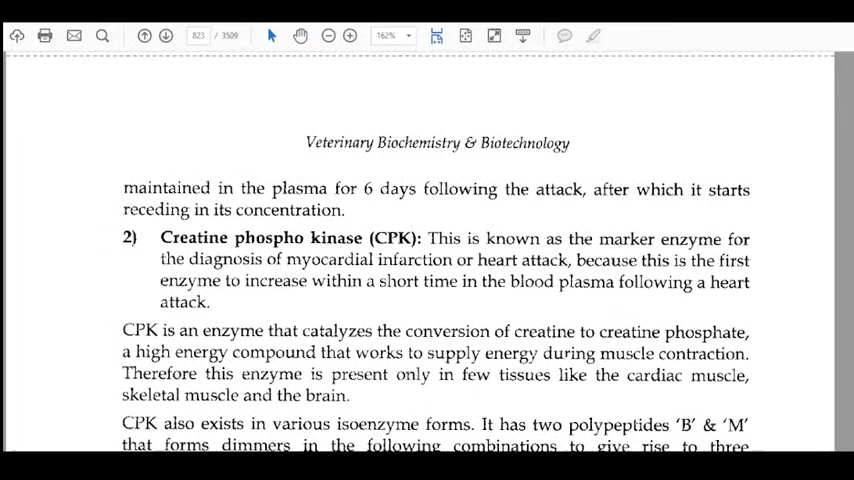 823 / 3509
162%
Veterinary Biochemistry & Biotechnology
maintained in the plasma for 6 days following the attack, after which it starts
receding in its concentration.
2) Creatine phospho kinase (CPK): This is known as the marker enzyme for
the diagnosis of myocardial infarction or heart attack, because this is the first
enzyme to increase within a short time in the blood plasma following a heart
attack.
CPK is an enzyme that catalyzes the conversion of creatine to creatine phosphate,
a high energy compound that works to supply energy during muscle contraction.
Therefore this enzyme is present only in few tissues like the cardiac muscle,
skeletal muscle and the brain.
CPK also exists in various isoenzyme forms. It has two polypeptides ‘B’ & ‘M’
that forms dimmers in the following combinations to give rise to three